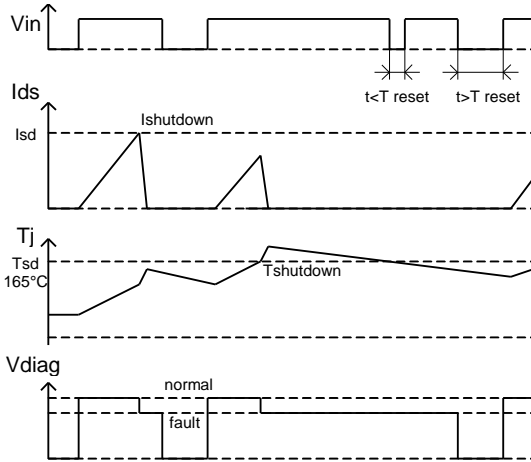 Vin
t<T reset
t>T reset
Ids
Isd
Ishutdown
Tj
Tsd
165°C
Tshutdown
Vdiag
normal
fault